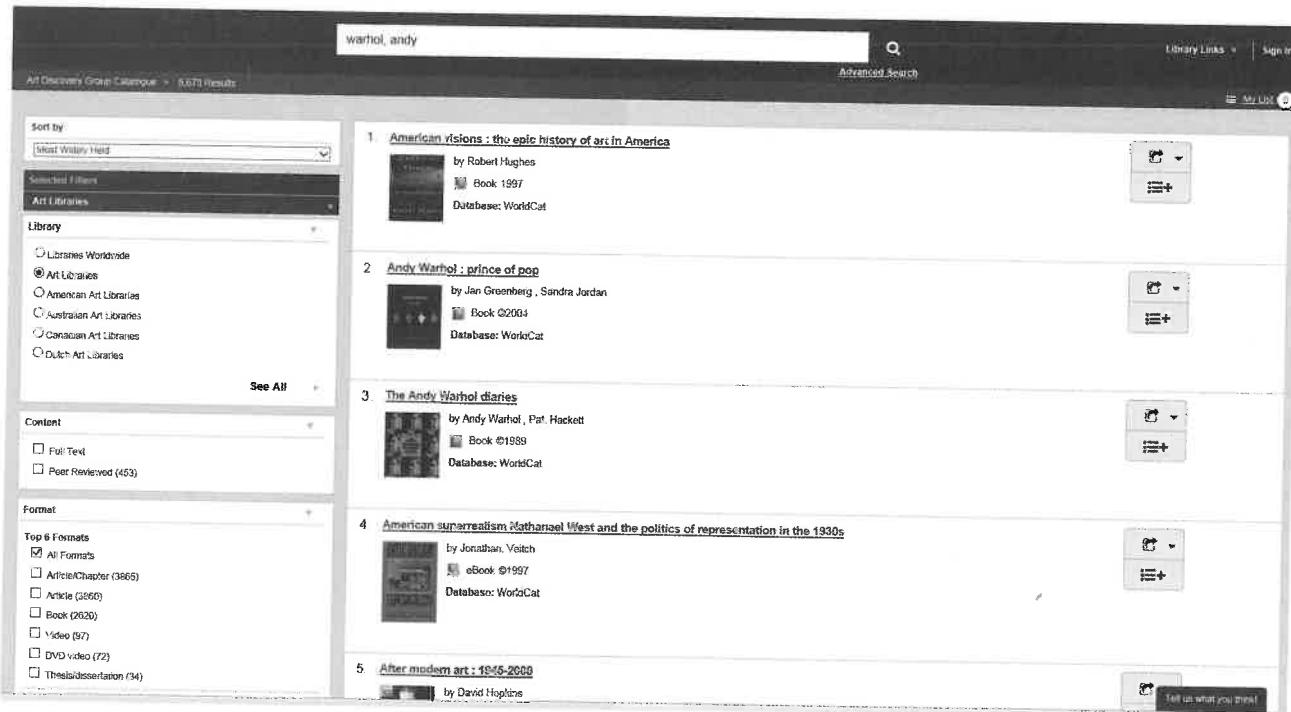 warhol, andy
Library Links
Sign In
Advanced Search
Art Discovery Group Catalogue > Results
My List 0
Sort by
Most Widely Held
Selected Filters
Art Libraries
Library
Libraries Worldwide
Art Libraries
American Art Libraries
Australian Art Libraries
Canadian Art Libraries
Dutch Art Libraries
See All
Content
Full Text
Peer Reviewed (453)
Format
Top 6 Formats
All Formats
Article/Chapter (3865)
Article (3860)
Book (2620)
Video (97)
DVD video (72)
Thesis/dissertation (34)
1. American visions : the epic history of art in America
by Robert Hughes
Book 1997
Database: WorldCat
2 Andy Warhol : prince of pop
by Jan Greenberg , Sandra Jordan
Book ©2004
Database: WorldCat
3. The Andy Warhol diaries
by Andy Warhol , Pat. Hackett
Book ©1989
Database: WorldCat
4 American superrealism Nathanael West and the politics of representation in the 1930s
by Jonathan. Veitch
eBook ©1997
Database: WorldCat
5. After modern art : 1945-2000
by David Hopkins
Tell us what you think!